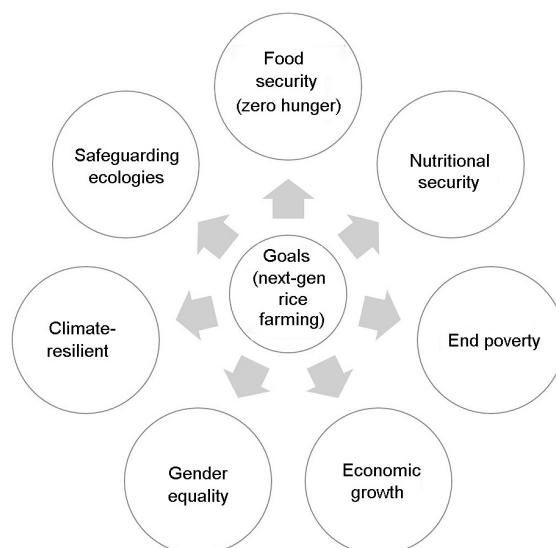 Food
security
(zero hunger)
Nutritional
security
End poverty
Economic
growth
Gender
equality
Climate-
resilient
Safeguarding
ecologies
Goals
(next-gen
rice
farming)